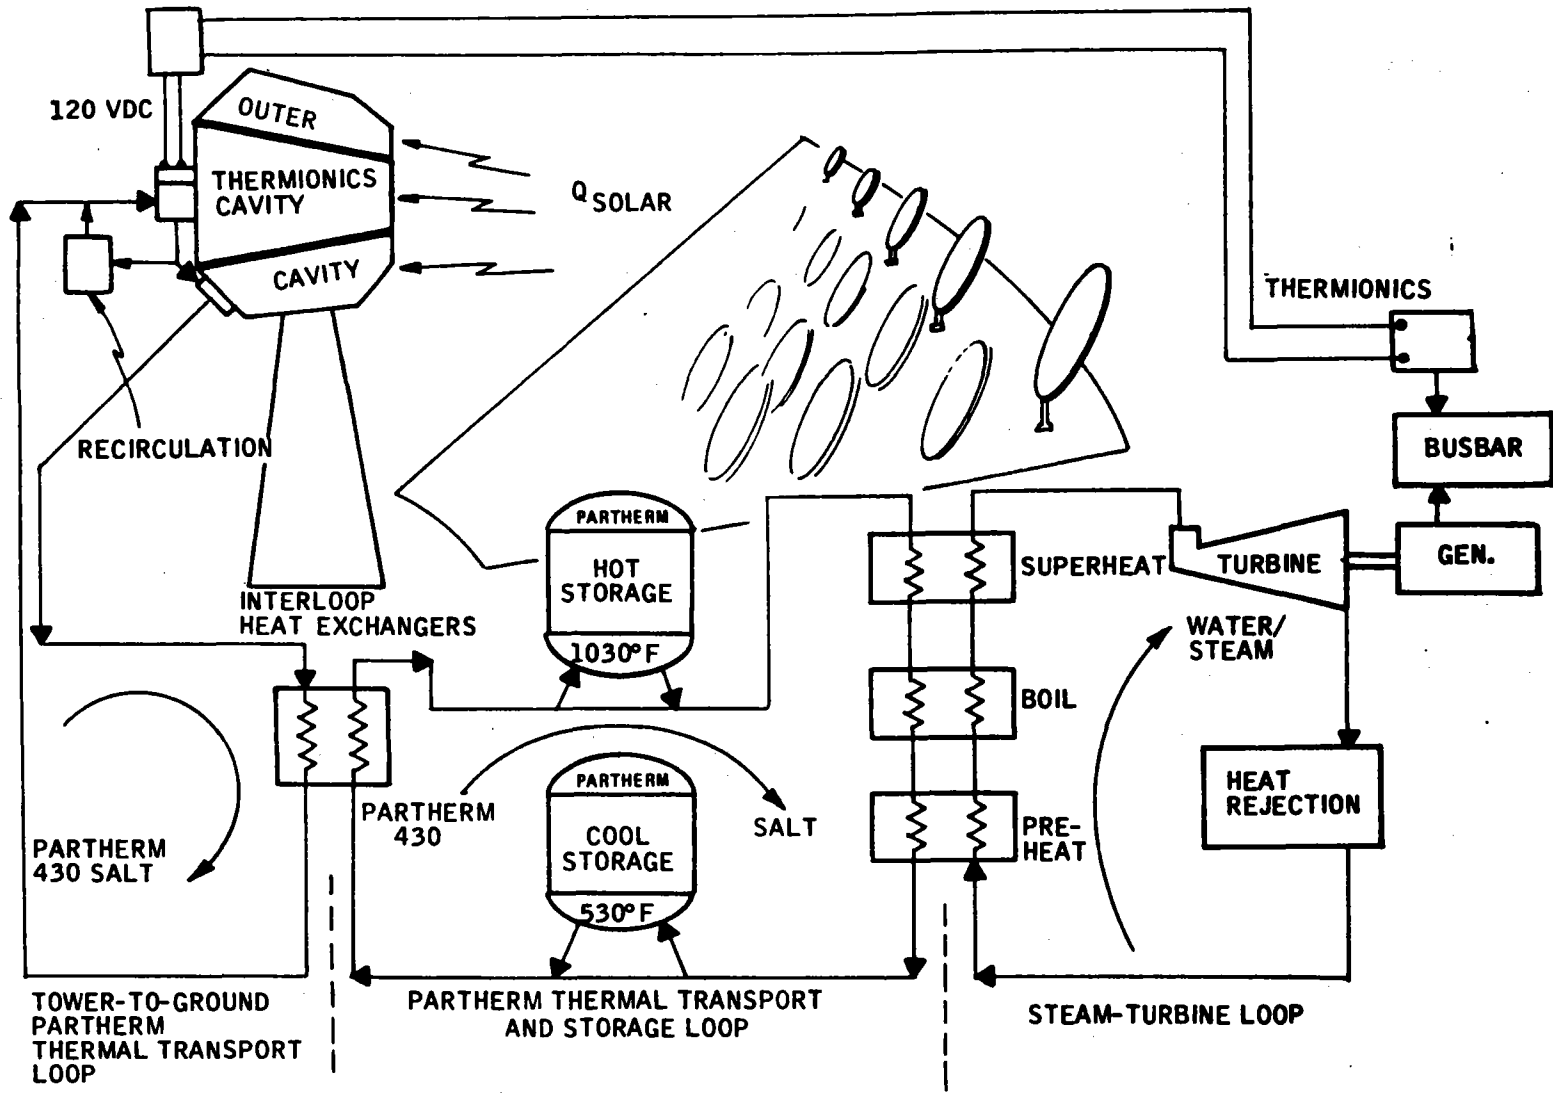 120 VDC
OUTER
THERMIONICS
CAVITY
CAVITY
Q SOLAR
THERMIONICS
RECIRCULATION
BUSBAR
PARTHERM
HOT
STORAGE
1030°F
SUPERHEAT
TURBINE
GEN.
INTERLOOP
HEAT EXCHANGERS
WATER/
STEAM
BOIL
PARTHERM
430
SALT
PARTHERM
COOL
STORAGE
530°F
PRE-
HEAT
HEAT
REJECTION
PARTHERM
430 SALT
TOWER-TO-GROUND
PARTHERM
THERMAL TRANSPORT
LOOP
PARTHERM THERMAL TRANSPORT
AND STORAGE LOOP
STEAM-TURBINE LOOP